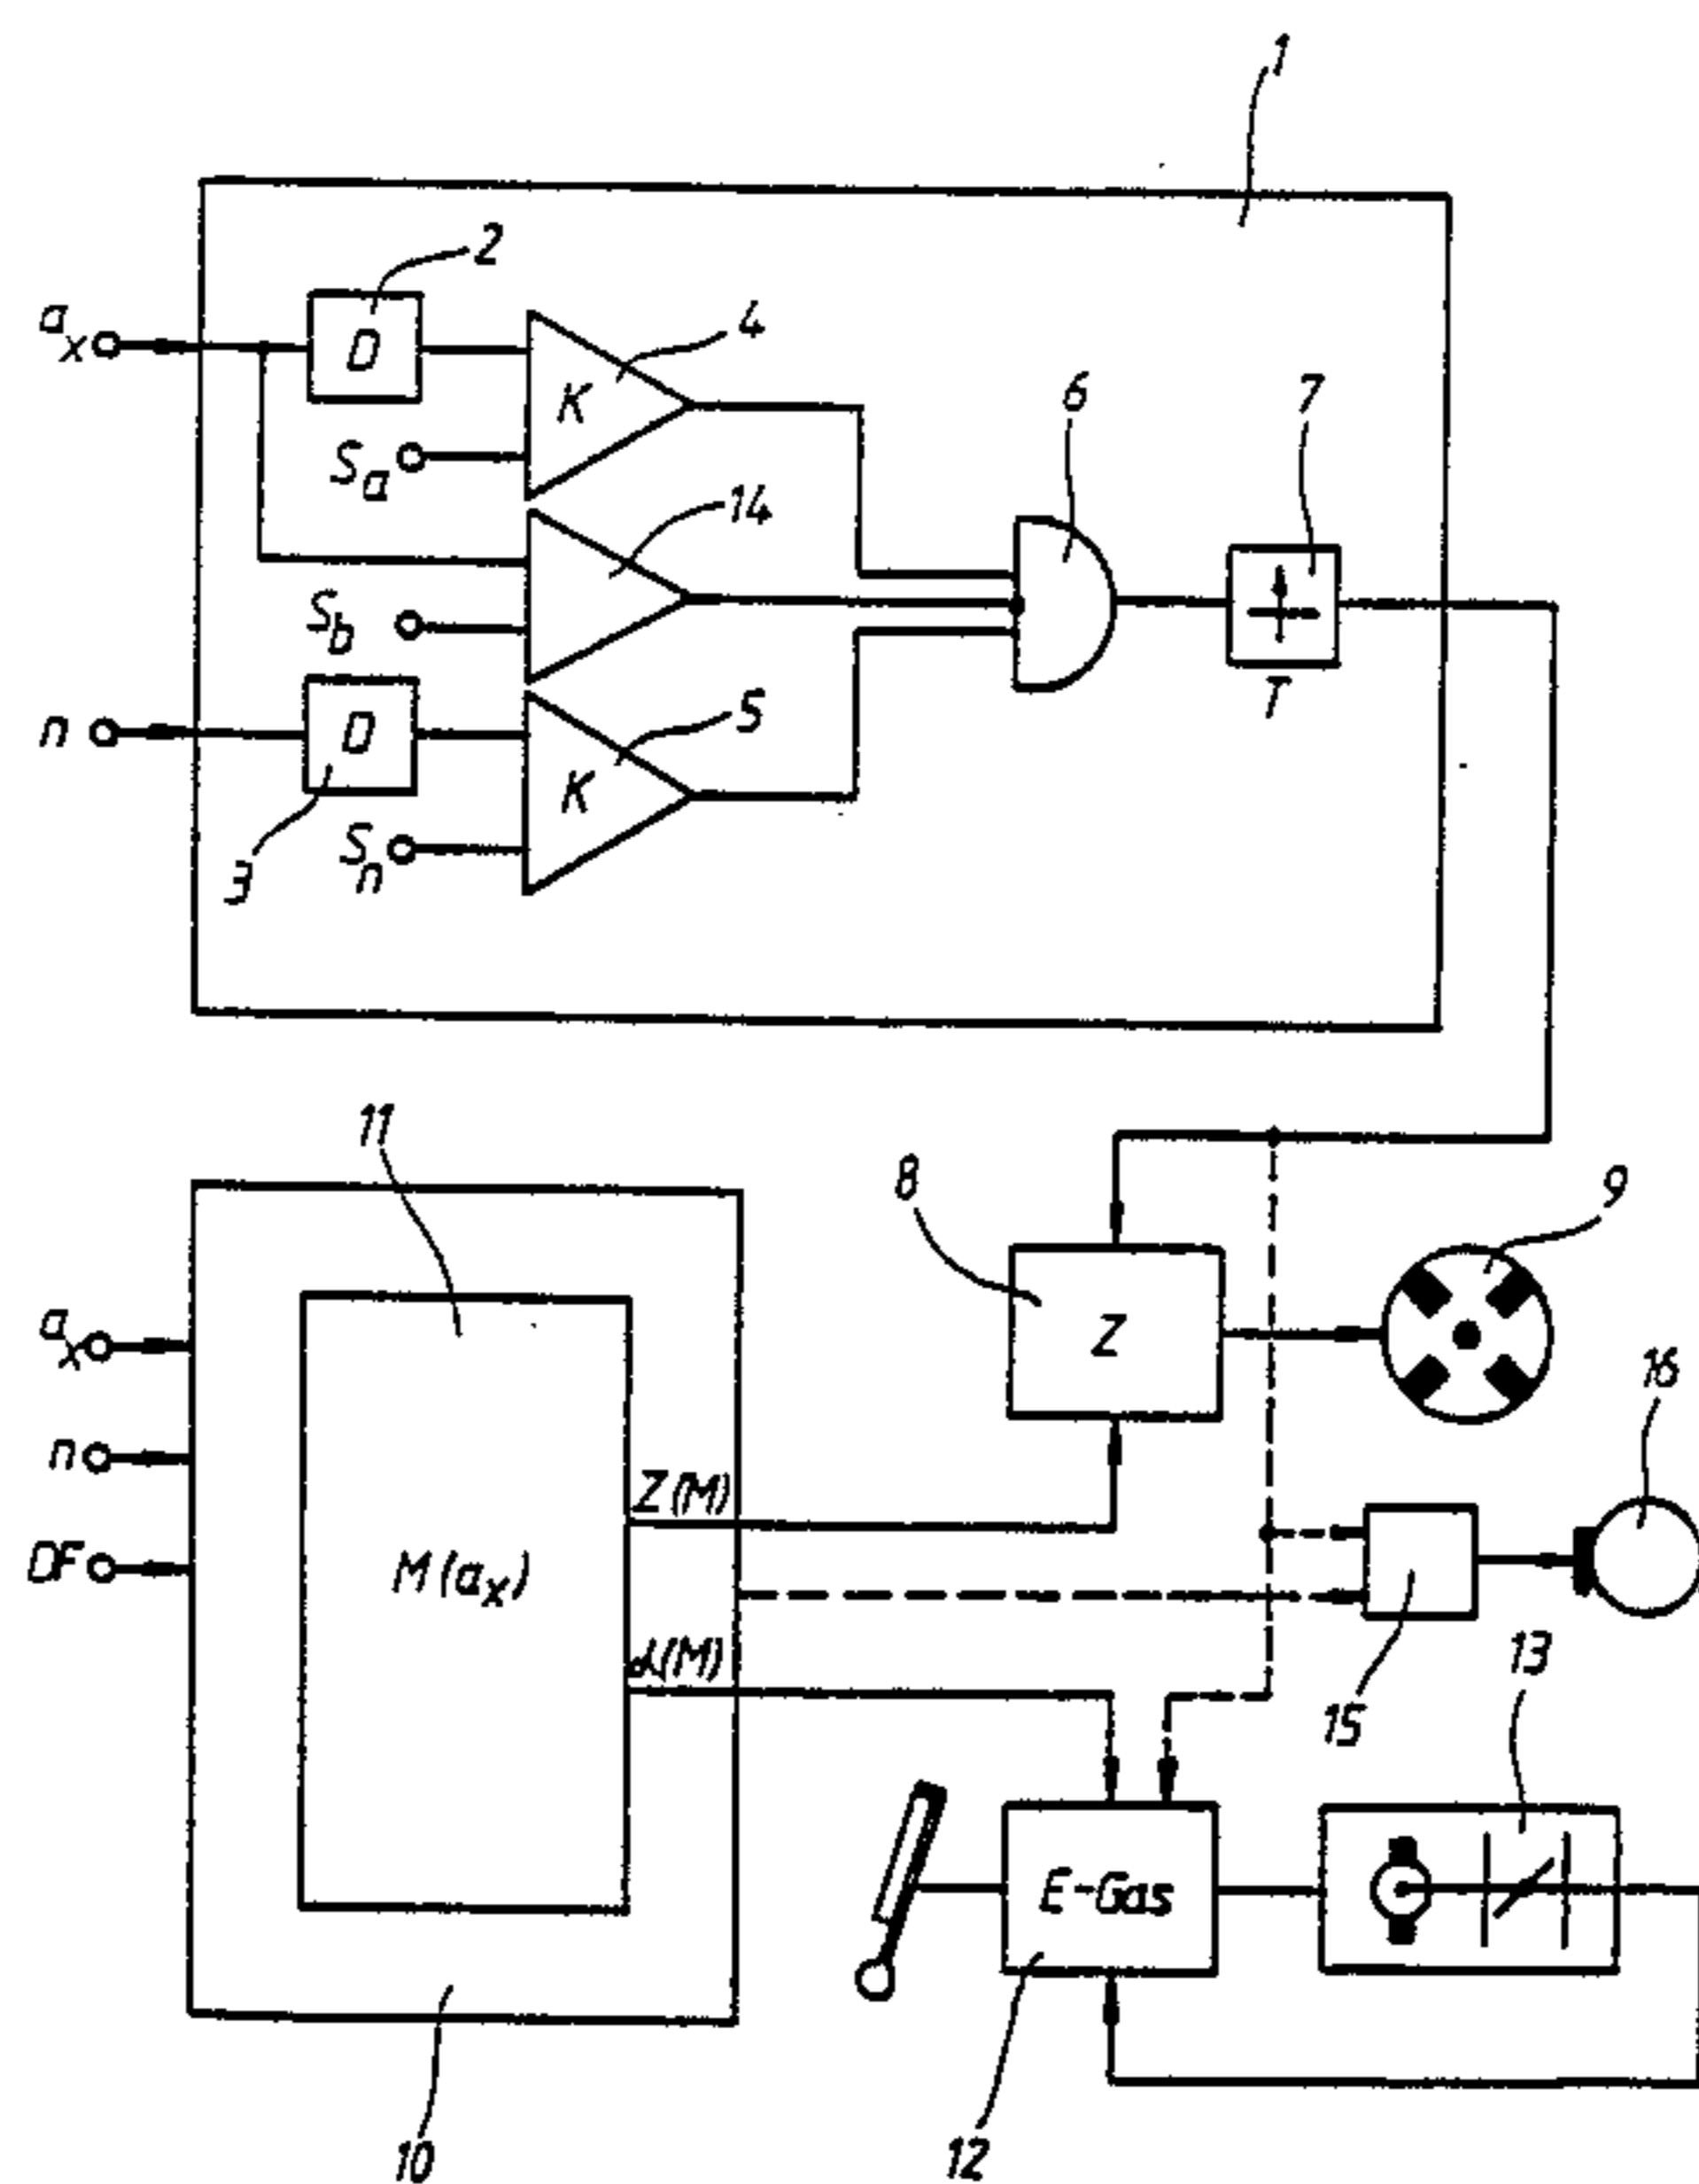 1
2
a_x
D
4
K
6
7
S_a
14
S_b
T
n
D
5
K
3
S_n
11
8
9
a_x
Z
16
n
Z(M)
DF
M(a_x)
α(M)
15
13
E-Gas
10
12